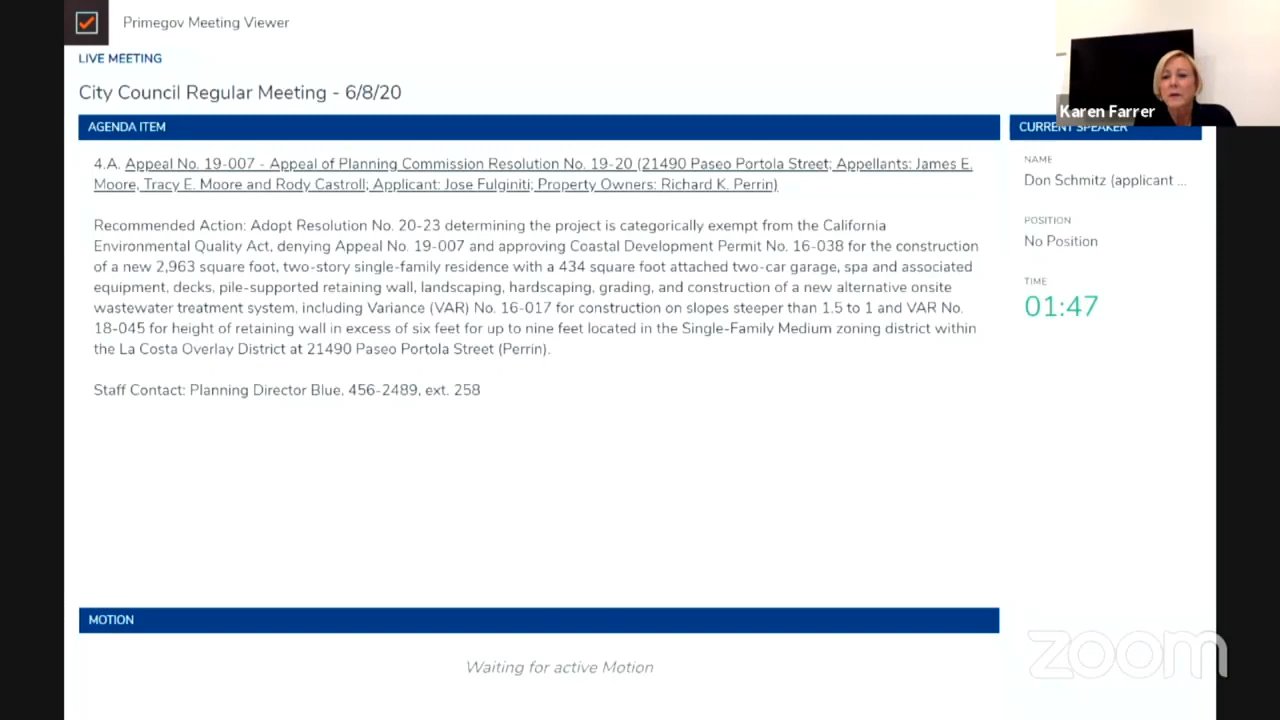 Primegov Meeting Viewer
LIVE MEETING
City Council Regular Meeting - 6/8/20
AGENDA ITEM
4.A. Appeal No. 19-007 - Appeal of Planning Commission Resolution No. 19-20 (21490 Paseo Portola Street; Appellants: James E.
Moore, Tracy E. Moore and Rody Castroll; Applicant: Jose Fulginiti; Property Owners: Richard K. Perrin)
Recommended Action: Adopt Resolution No. 20-23 determining the project is categorically exempt from the California
Environmental Quality Act, denying Appeal No. 19-007 and approving Coastal Development Permit No. 16-038 for the construction
of a new 2,963 square foot, two-story single-family residence with a 434 square foot attached two-car garage, spa and associated
equipment, decks, pile-supported retaining wall, landscaping, hardscaping, grading, and construction of a new alternative onsite
wastewater treatment system, including Variance (VAR) No. 16-017 for construction on slopes steeper than 1.5 to 1 and VAR No.
18-045 for height of retaining wall in excess of six feet for up to nine feet located in the Single-Family Medium zoning district within
the La Costa Overlay District at 21490 Paseo Portola Street (Perrin).
Staff Contact: Planning Director Blue, 456-2489, ext. 258
MOTION
Waiting for active Motion
Karen Farrer
CURRENT SPEAKER
NAME
Don Schmitz (applicant ...
POSITION
No Position
TIME
01:47
zoom